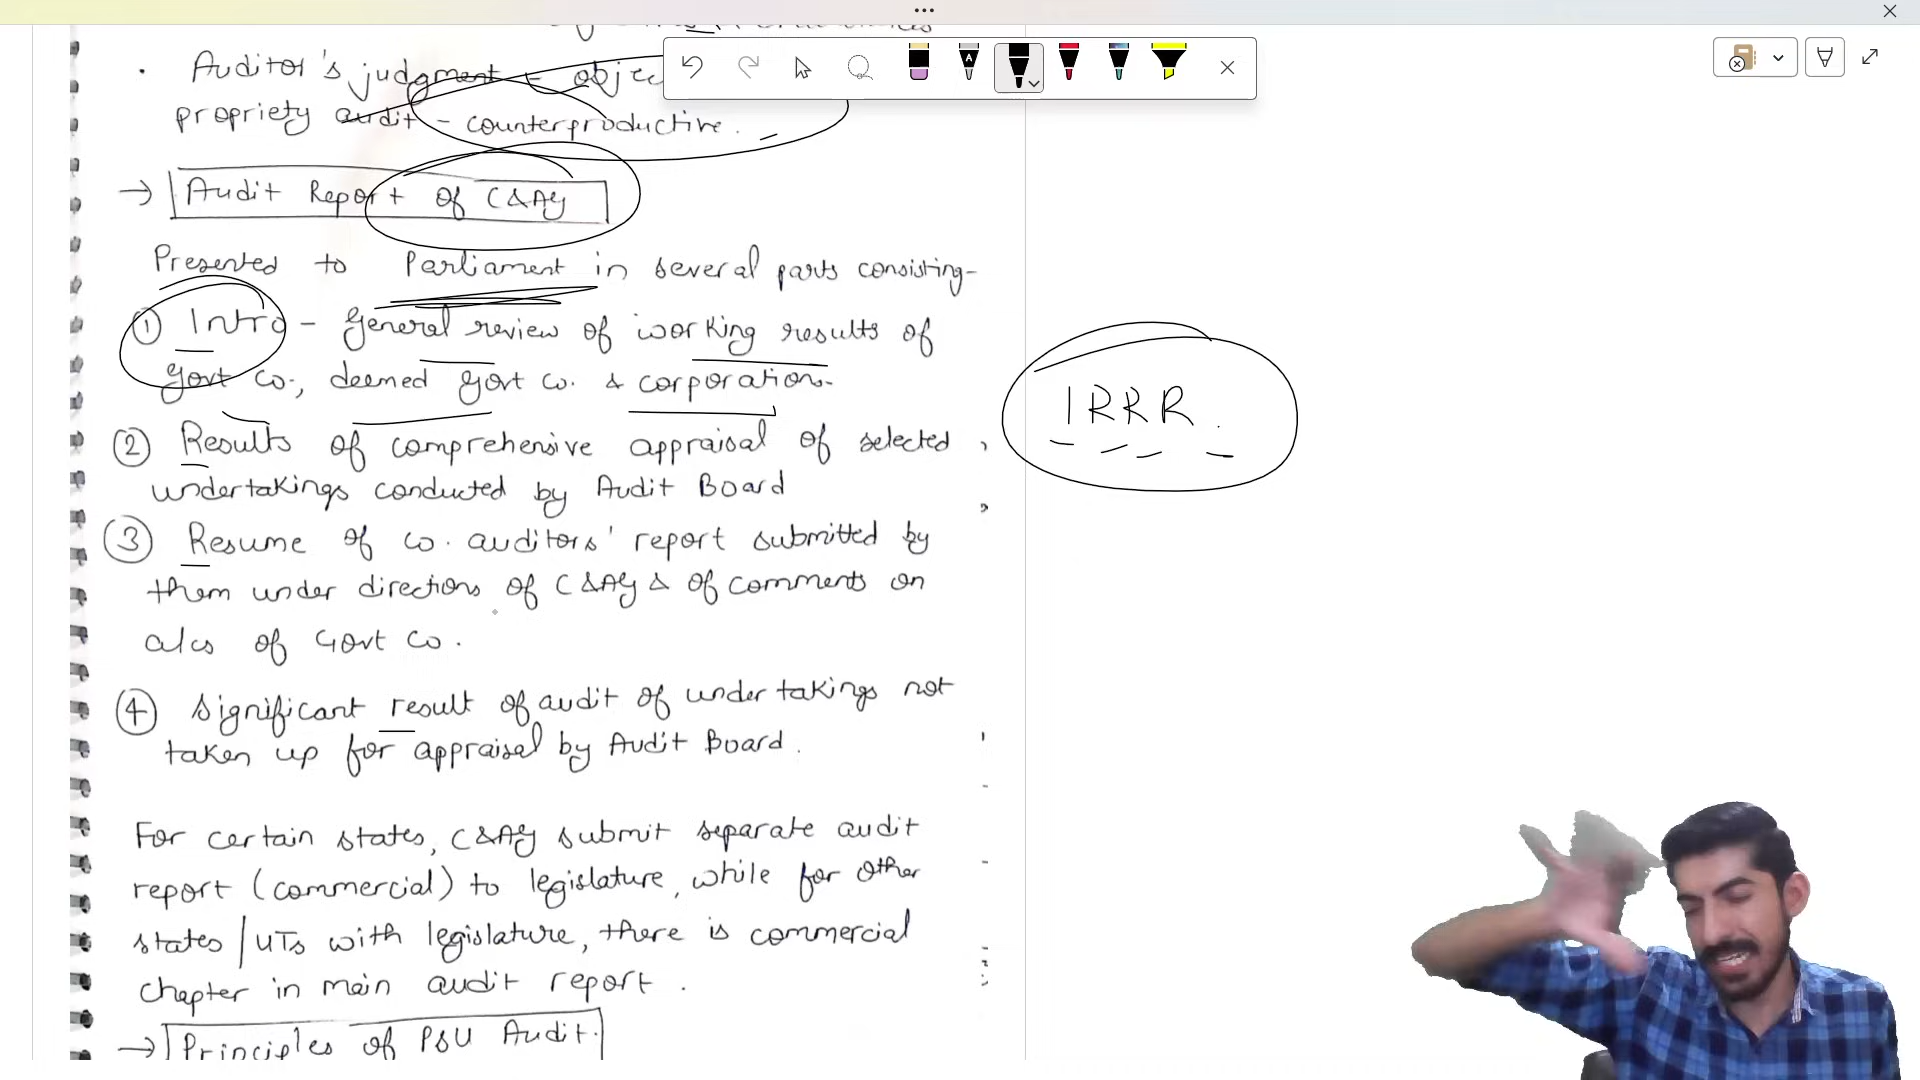 • Auditor's judgment - objec
propriety audit - counterproductive.
→ Audit Report of C&AG
Presented to Parliament in several parts consisting-
① Intro - General review of working results of
Govt co., deemed govt co. & corporation.
② Results of comprehensive appraisal of selected
undertakings conducted by Audit Board
③ Resume of co. auditors' report submitted by
them under directions of C&AG & of comments on
a/cs of Govt co.
④ Significant result of audit of undertakings not
taken up for appraisal by Audit Board.
For certain states, C&AG submit separate audit
report (commercial) to legislature, while for other
states/UTs with legislature, there is commercial
chapter in main audit report.
→ Principles of PSU Audit.
IRRR.